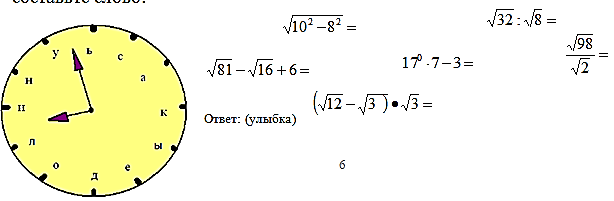 составьте слово:
√10² − 8² =
√32 : √8 =
√98
√2 =
√81 − √16 + 6 =
17⁰ · 7 − 3 =
(√12 − √3 ) • √3 =
Ответ: (улыбка)
6
ь
с
а
к
ы
е
д
о
л
и
н
у